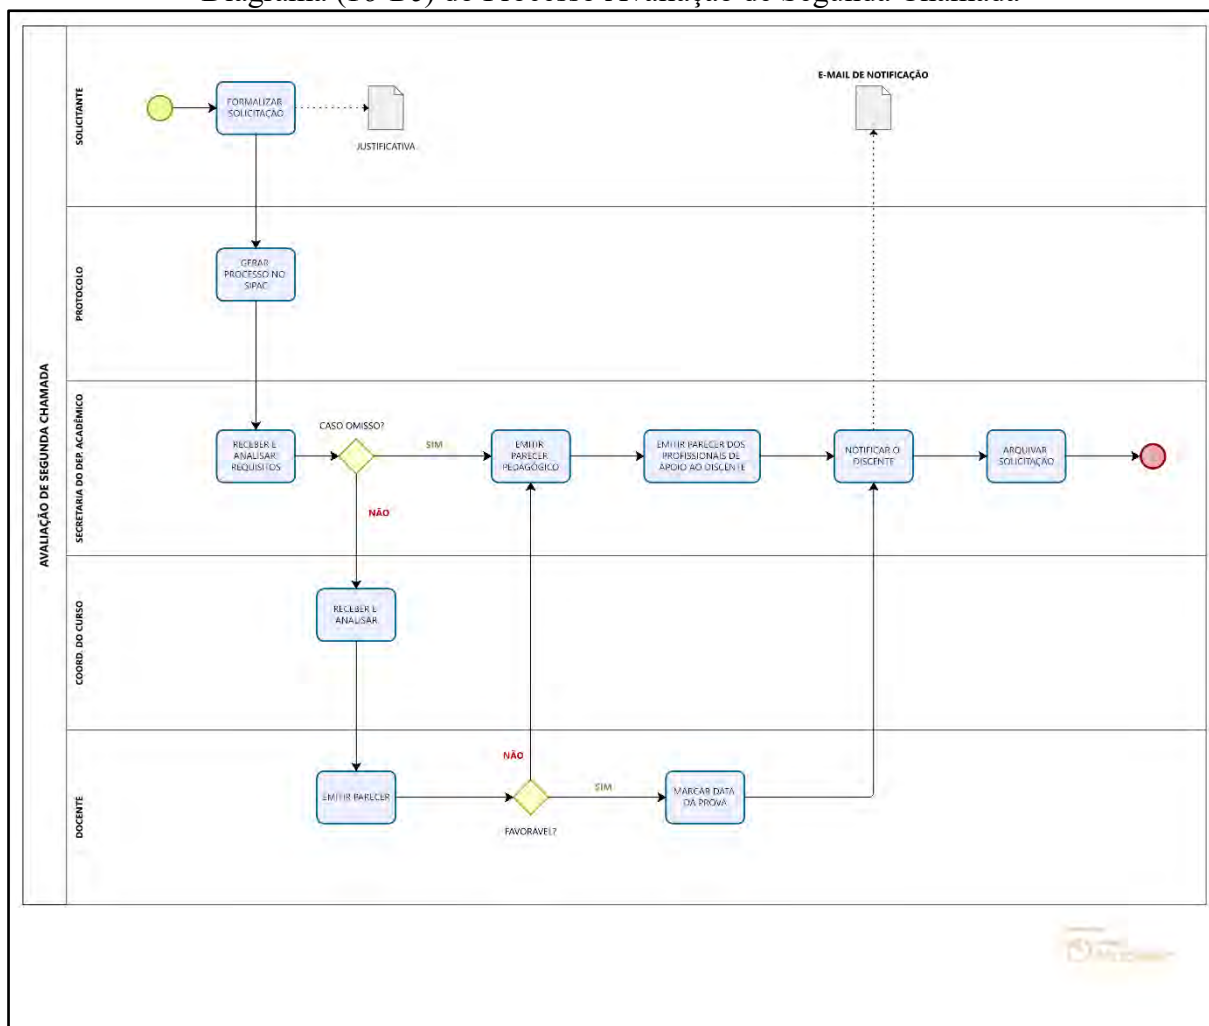 AVALIAÇÃO DE SEGUNDA CHAMADA
SOLICITANTE
FORMALIZAR
SOLICITAÇÃO
JUSTIFICATIVA
E-MAIL DE NOTIFICAÇÃO
PROTOCOLO
GERAR
PROCESSO NO
SIPAC
SECRETARIA DO DEP. ACADÊMICO
RECEBER E
ANALISAR
REQUISITOS
CASO OMISSO?
SIM
NÃO
EMITIR
PARECER
PEDAGÓGICO
EMITIR PARECER DOS
PROFISSIONAIS DE
APOIO AO DISCENTE
NOTIFICAR O
DISCENTE
ARQUIVAR
SOLICITAÇÃO
COORD. DO CURSO
RECEBER E
ANALISAR
DOCENTE
EMITIR PARECER
NÃO
FAVORÁVEL?
SIM
MARCAR DATA
DA PROVA